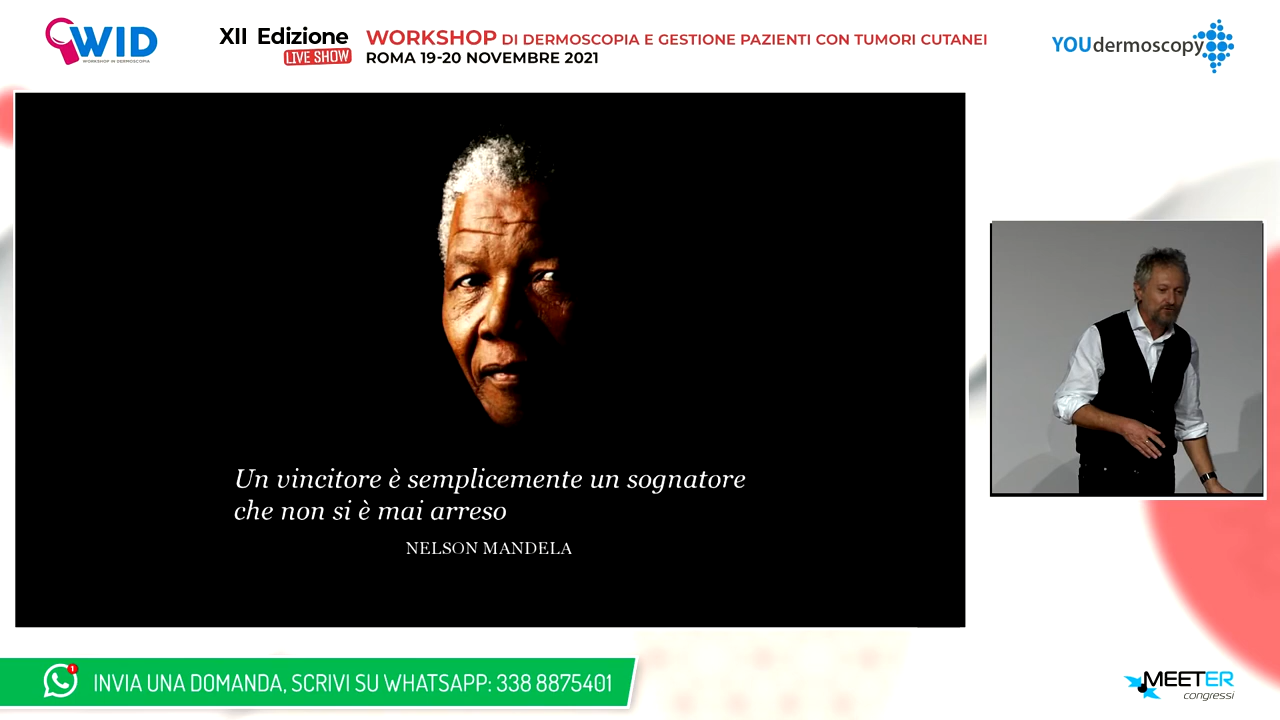 WID
WORKSHOP IN DERMOSCOPIA
XII Edizione
LIVE SHOW
WORKSHOP DI DERMOSCOPIA E GESTIONE PAZIENTI CON TUMORI CUTANEI
ROMA 19-20 NOVEMBRE 2021
YOUdermoscopy
Un vincitore è semplicemente un sognatore
che non si è mai arreso
NELSON MANDELA
1
INVIA UNA DOMANDA, SCRIVI SU WHATSAPP: 338 8875401
MEETER
congressi